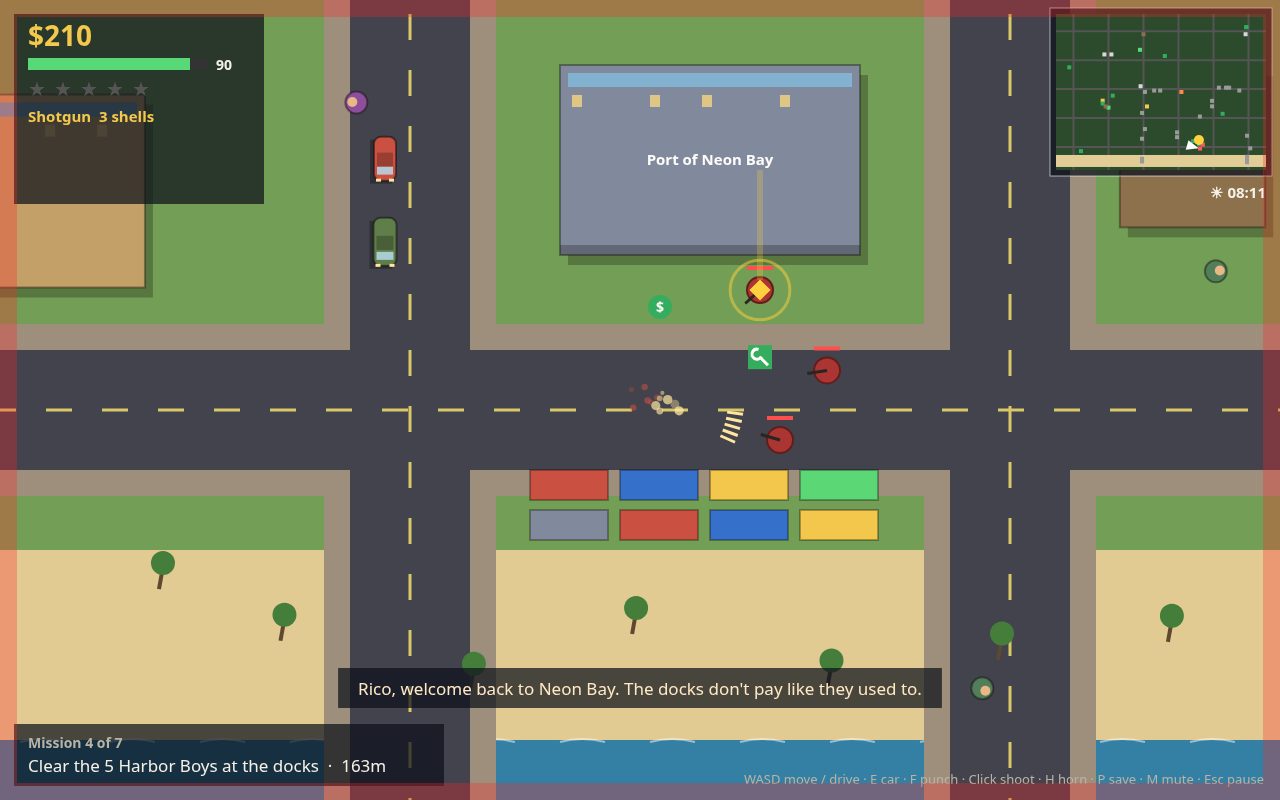 $210
90
Shotgun 3 shells
Port of Neon Bay
☀ 08:11
$
Rico, welcome back to Neon Bay. The docks don't pay like they used to.
Mission 4 of 7
Clear the 5 Harbor Boys at the docks · 163m
WASD move / drive · E car · F punch · Click shoot · H horn · P save · M mute · Esc pause